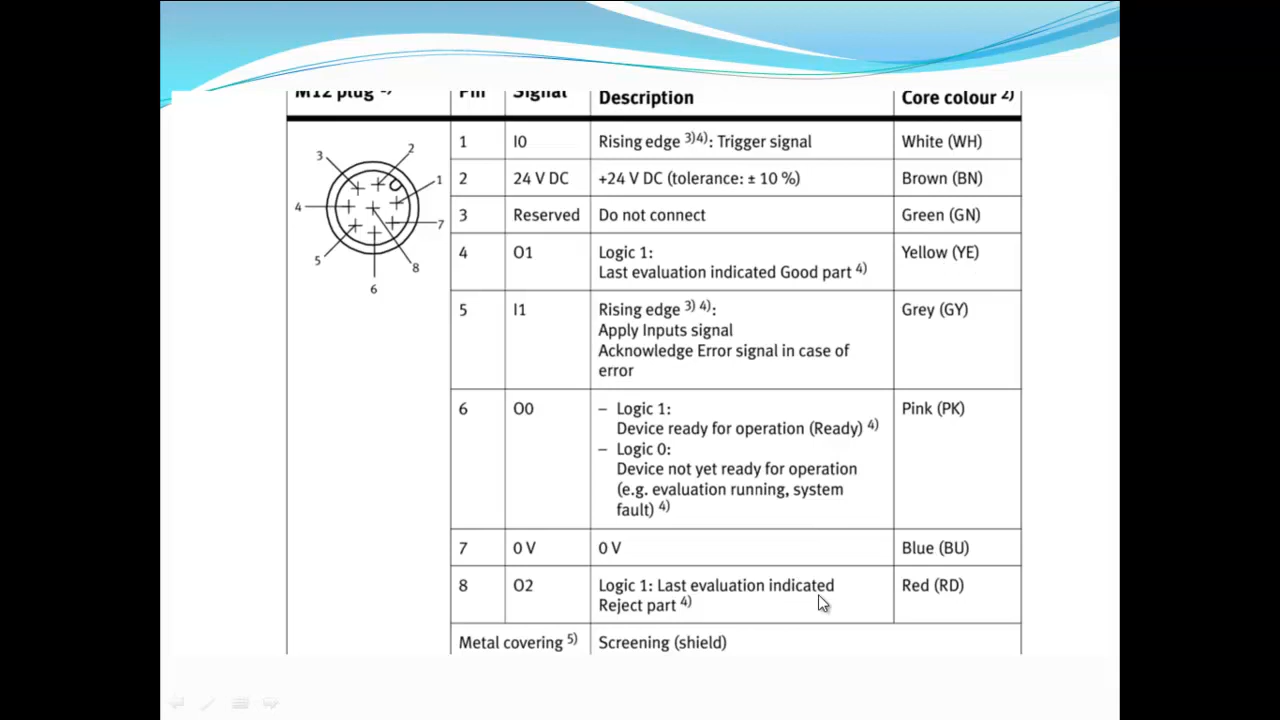 M12 plug 1) Pin Signal Description Core colour 2)
1 I0 Rising edge 3)4): Trigger signal White (WH)
2 24 V DC +24 V DC (tolerance: ± 10 %) Brown (BN)
3 Reserved Do not connect Green (GN)
4 O1 Logic 1: Yellow (YE)
Last evaluation indicated Good part 4)
5 I1 Rising edge 3) 4): Grey (GY)
Apply Inputs signal
Acknowledge Error signal in case of
error
6 O0 – Logic 1: Pink (PK)
Device ready for operation (Ready) 4)
– Logic 0:
Device not yet ready for operation
(e.g. evaluation running, system
fault) 4)
7 0 V 0 V Blue (BU)
8 O2 Logic 1: Last evaluation indicated Red (RD)
Reject part 4)
Metal covering 5) Screening (shield)
3
2
1
4
7
5
8
6